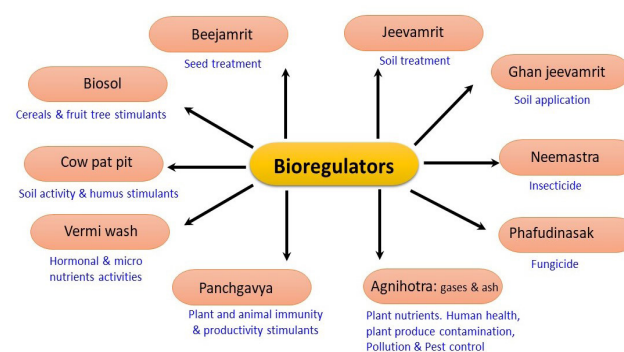 Beejamrit
Seed treatment
Jeevamrit
Soil treatment
Biosol
Cereals & fruit tree stimulants
Ghan jeevamrit
Soil application
Bioregulators
Cow pat pit
Soil activity & humus stimulants
Neemastra
Insecticide
Vermi wash
Hormonal & micro
nutrients activities
Phafudinasak
Fungicide
Panchgavya
Plant and animal immunity
& productivity stimulants
Agnihotra: gases & ash
Plant nutrients. Human health,
plant produce contamination,
Pollution & Pest control